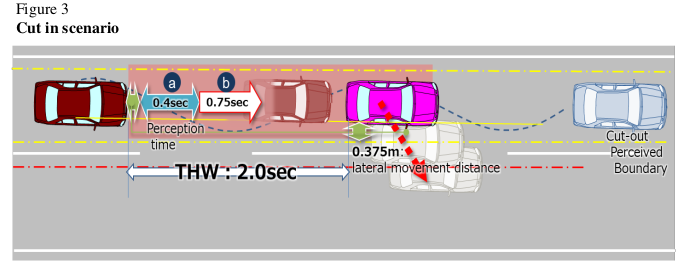 Figure 3
Cut in scenario
a
b
0.4sec
0.75sec
Perception
time
Cut-out
Perceived
Boundary
0.375m:
lateral movement distance
THW : 2.0sec